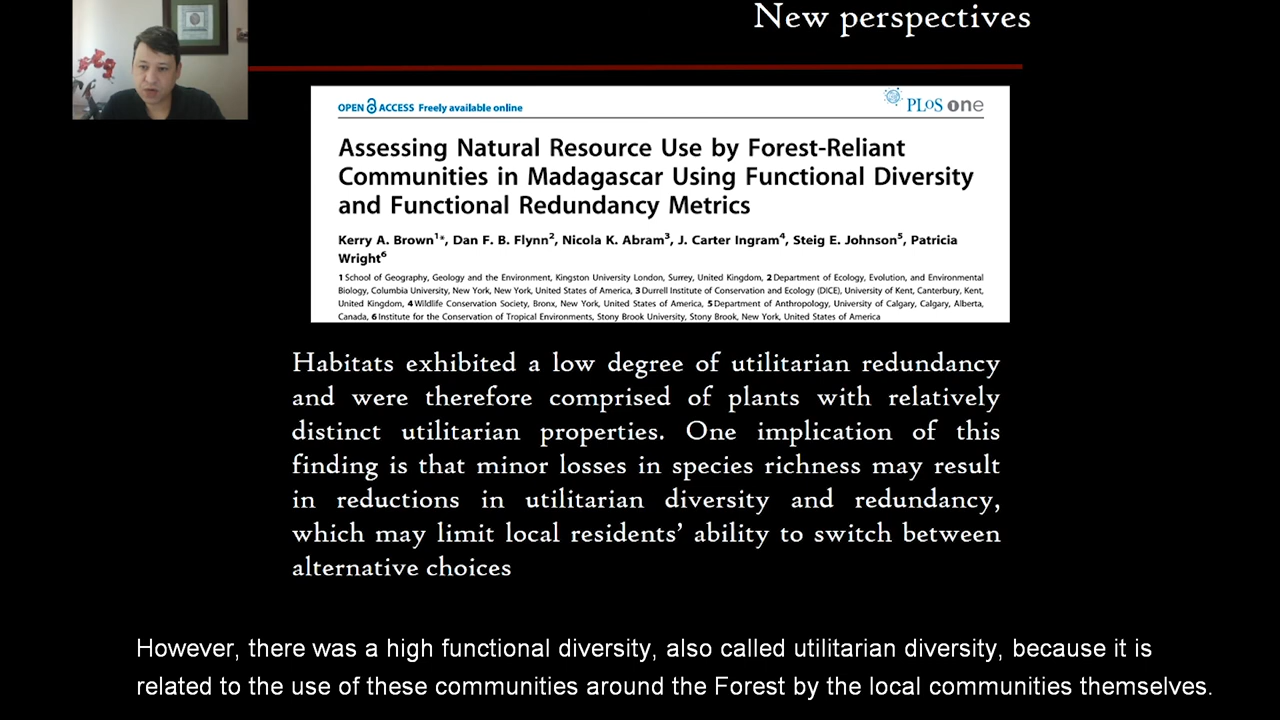 New perspectives
OPEN ACCESS Freely available online
PLoS one
Assessing Natural Resource Use by Forest-Reliant
Communities in Madagascar Using Functional Diversity
and Functional Redundancy Metrics
Kerry A. Brown1*, Dan F. B. Flynn2, Nicola K. Abram3, J. Carter Ingram4, Steig E. Johnson5, Patricia
Wright6
1 School of Geography, Geology and the Environment, Kingston University London, Surrey, United Kingdom, 2 Department of Ecology, Evolution, and Environmental
Biology, Columbia University, New York, New York, United States of America, 3 Durrell Institute of Conservation and Ecology (DICE), University of Kent, Canterbury, Kent,
United Kingdom, 4 Wildlife Conservation Society, Bronx, New York, United States of America, 5 Department of Anthropology, University of Calgary, Calgary, Alberta,
Canada, 6 Institute for the Conservation of Tropical Environments, Stony Brook University, Stony Brook, New York, United States of America
Habitats exhibited a low degree of utilitarian redundancy
and were therefore comprised of plants with relatively
distinct utilitarian properties. One implication of this
finding is that minor losses in species richness may result
in reductions in utilitarian diversity and redundancy,
which may limit local residents' ability to switch between
alternative choices
However, there was a high functional diversity, also called utilitarian diversity, because it is
related to the use of these communities around the Forest by the local communities themselves.